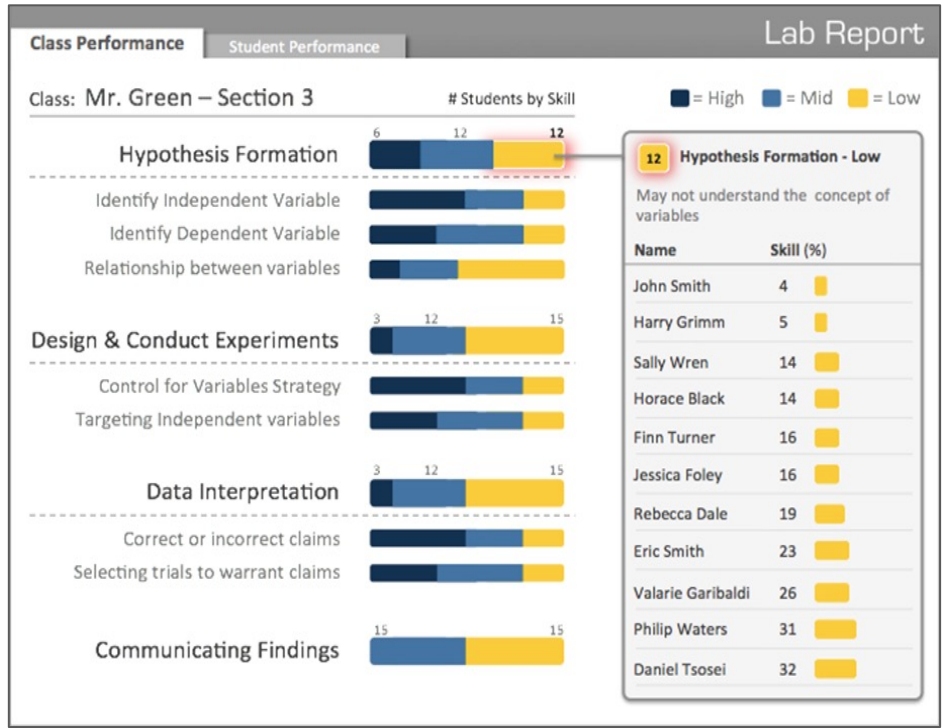 Lab Report
Class Performance
Student Performance
Class: Mr. Green – Section 3
# Students by Skill
= High = Mid = Low
6 12 12
Hypothesis Formation
Identify Independent Variable
Identify Dependent Variable
Relationship between variables
3 12 15
Design & Conduct Experiments
Control for Variables Strategy
Targeting Independent variables
3 12 15
Data Interpretation
Correct or incorrect claims
Selecting trials to warrant claims
15 15
Communicating Findings
12 Hypothesis Formation - Low
May not understand the concept of
variables
Name Skill (%)
John Smith 4
Harry Grimm 5
Sally Wren 14
Horace Black 14
Finn Turner 16
Jessica Foley 16
Rebecca Dale 19
Eric Smith 23
Valarie Garibaldi 26
Philip Waters 31
Daniel Tsosei 32